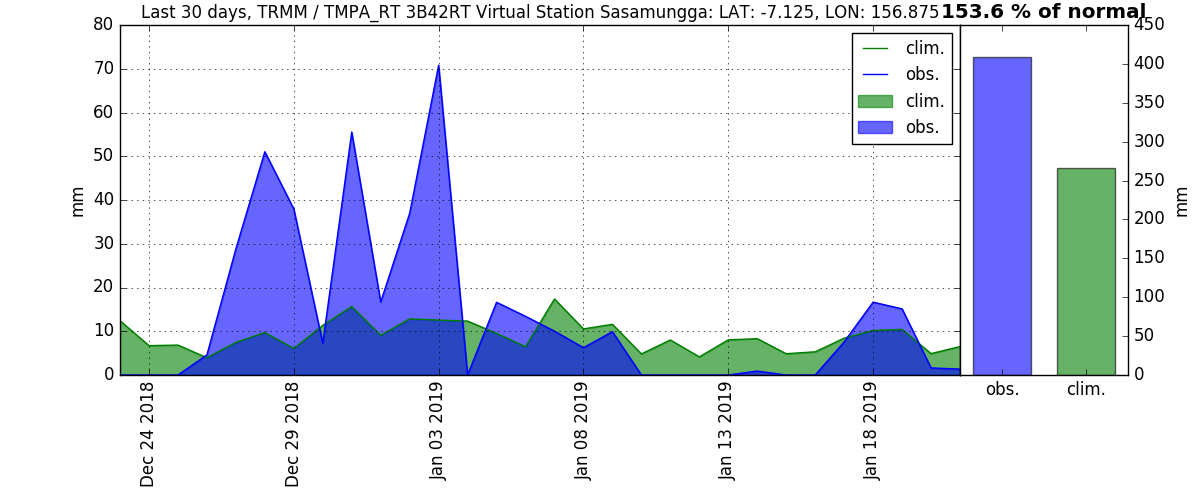 Last 30 days, TRMM / TMPA_RT 3B42RT Virtual Station Sasamungga: LAT: -7.125, LON: 156.875
153.6 % of normal
80
70
60
50
40
30
20
10
0
mm
clim.
obs.
clim.
obs.
Dec 24 2018
Dec 29 2018
Jan 03 2019
Jan 08 2019
Jan 13 2019
Jan 18 2019
450
400
350
300
250
200
150
100
50
0
mm
obs.
clim.